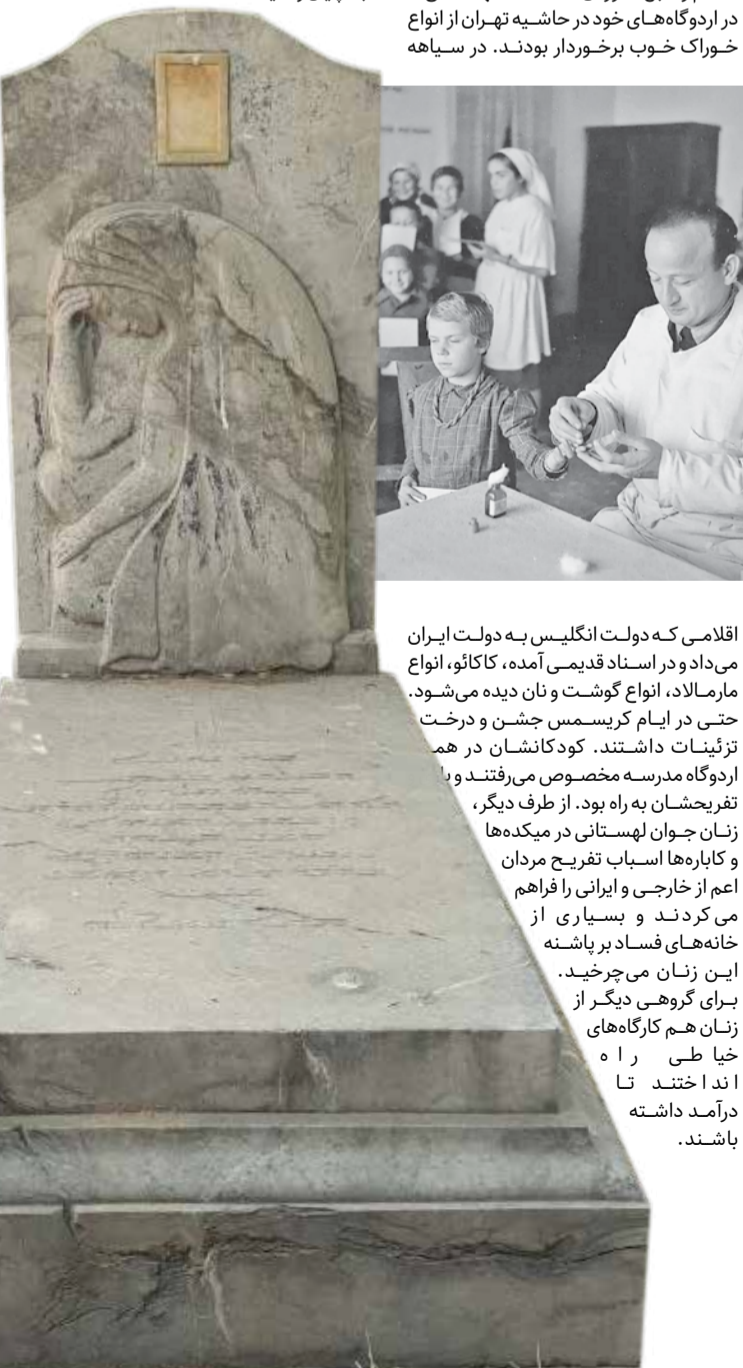 در اردوگاه‌های خود در حاشیه تهران از انواع
خوراک خوب برخوردار بودند. در سیاهه
اقلامی که دولت انگلیس به دولت ایران
می‌داد و در اسناد قدیمی آمده، کاکائو، انواع
مارمالاد، انواع گوشت و نان دیده می‌شود.
حتی در ایام کریسمس جشن و درخت
تزئینات داشتند. کودکانشان در
اردوگاه مدرسه مخصوص می‌رفتند و
تفریحشان به راه بود. از طرف دیگر،
زنان جوان لهستانی در میکده‌ها
و کاباره‌ها اسباب تفریح مردان
اعم از خارجی و ایرانی را فراهم
می‌کردند و بسیاری از
خانه‌های فساد بر پاشنه
این زنان می‌چرخید.
برای گروهی دیگر از
زنان هم کارگاه‌های
خیاطی راه
انداختند تا
درآمد داشته
باشند.